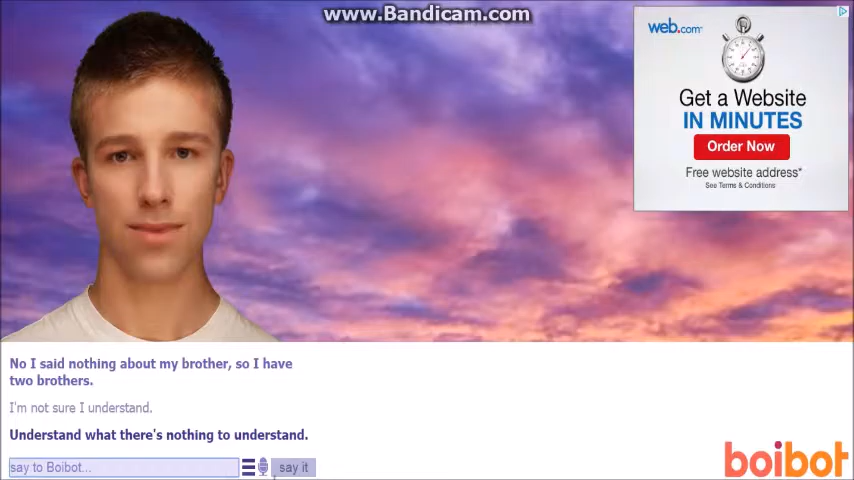 www.Bandicam.com
web.com
Get a Website
IN MINUTES
Order Now
Free website address*
See Terms & Conditions
No I said nothing about my brother, so I have
two brothers.
I'm not sure I understand.
Understand what there's nothing to understand.
say to Boibot...
say it
boibot